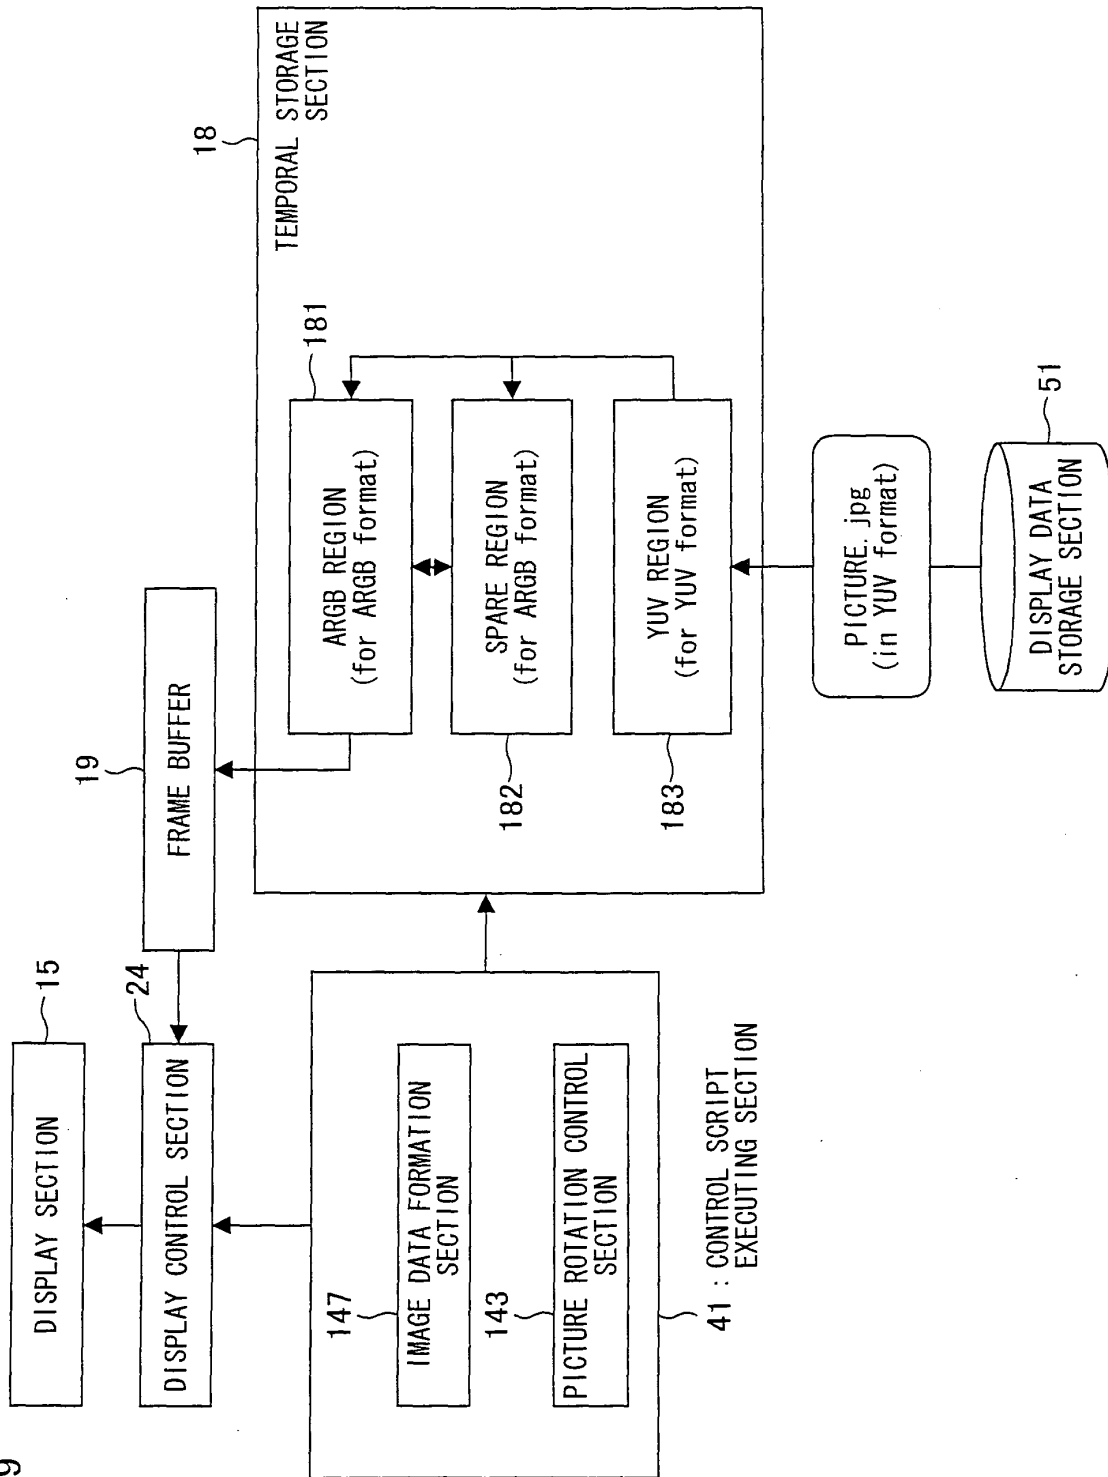 9
DISPLAY SECTION
15
DISPLAY CONTROL SECTION
24
FRAME BUFFER
19
18
TEMPORAL STORAGE
SECTION
181
ARGB REGION
(for ARGB format)
SPARE REGION
(for ARGB format)
182
YUV REGION
(for YUV format)
183
147
IMAGE DATA FORMATION
SECTION
143
PICTURE ROTATION CONTROL
SECTION
41 : CONTROL SCRIPT
EXECUTING SECTION
PICTURE.jpg
(in YUV format)
51
DISPLAY DATA
STORAGE SECTION